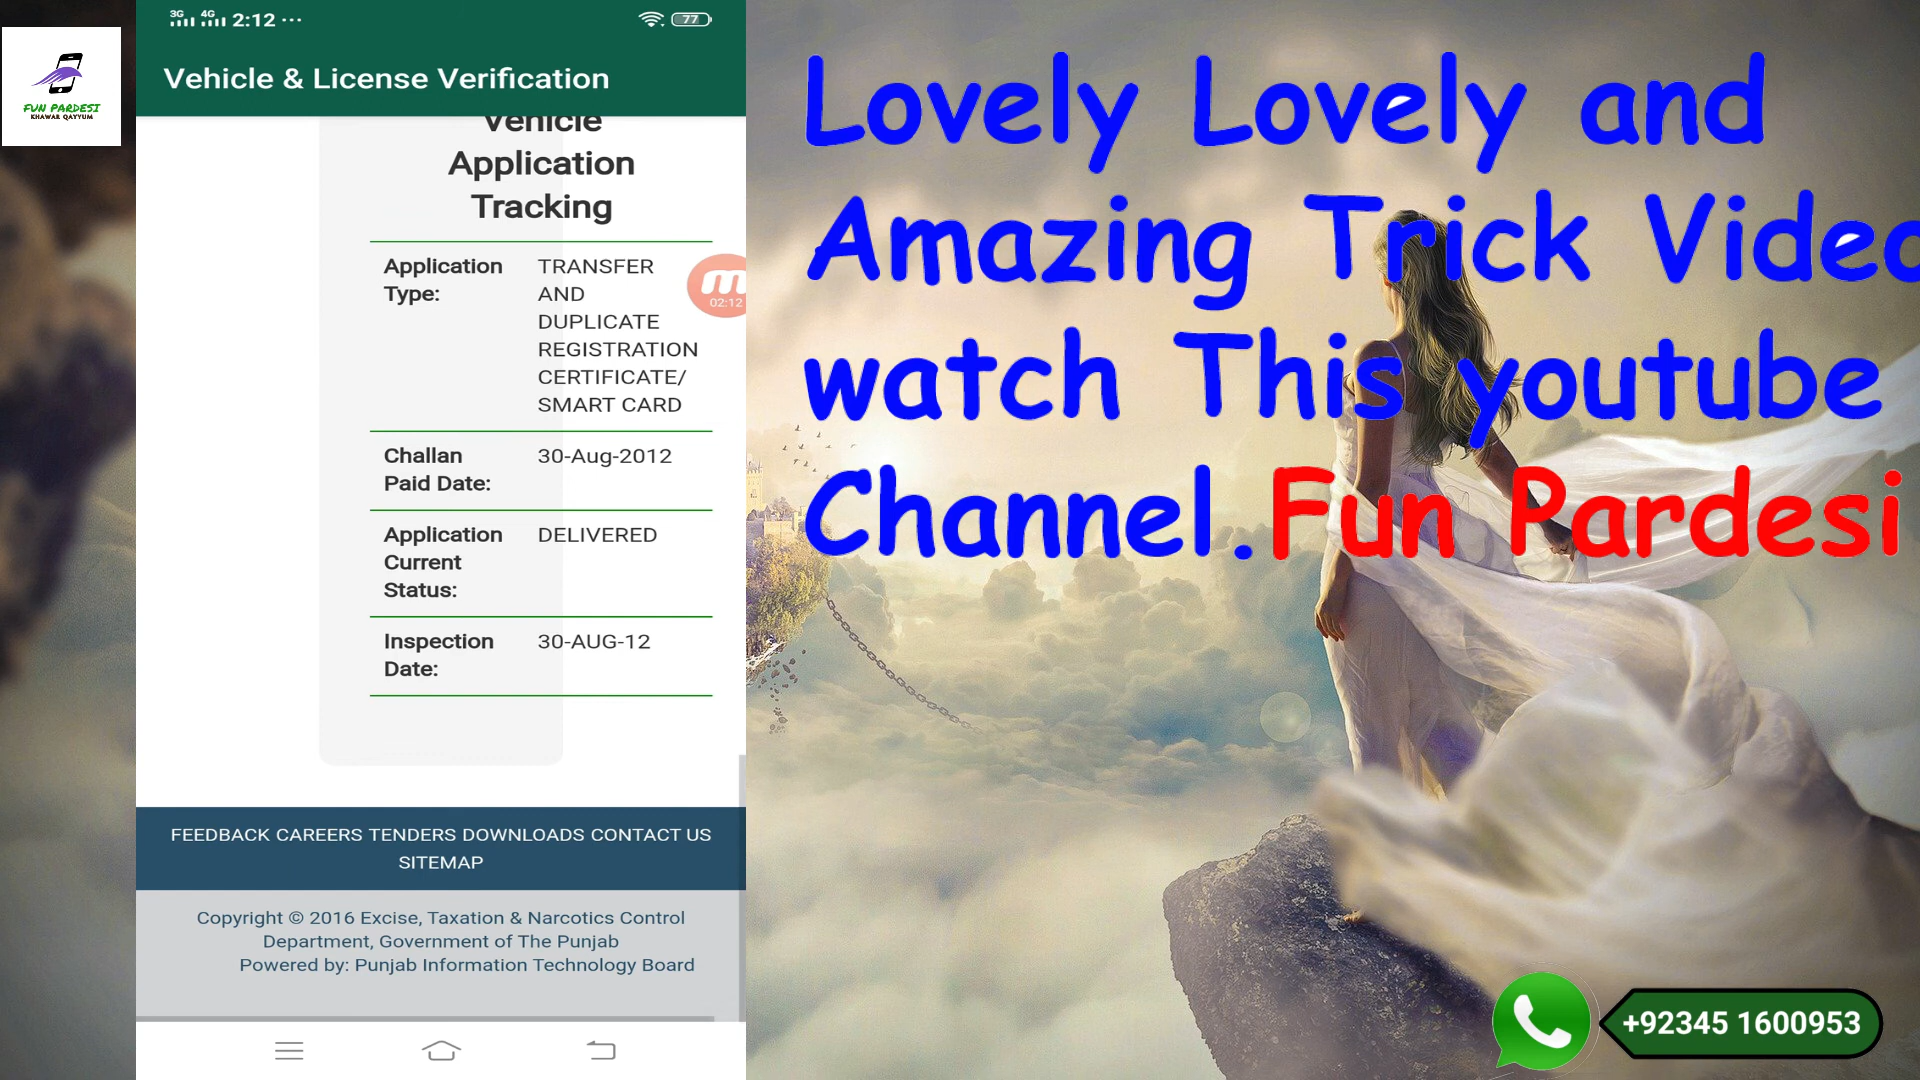 3G 4G 2:12 ...
77
FUN PARDESI
KHAWAR QAYYUM
Vehicle & License Verification
Vehicle
Application
Tracking
Application Type: TRANSFER AND DUPLICATE REGISTRATION CERTIFICATE/ SMART CARD
02:12
Challan Paid Date: 30-Aug-2012
Application Current Status: DELIVERED
Inspection Date: 30-AUG-12
FEEDBACK CAREERS TENDERS DOWNLOADS CONTACT US
SITEMAP
Copyright © 2016 Excise, Taxation & Narcotics Control
Department, Government of The Punjab
Powered by: Punjab Information Technology Board
Lovely Lovely and
Amazing Trick Video
watch This youtube
Channel.Fun Pardesi
+92345 1600953